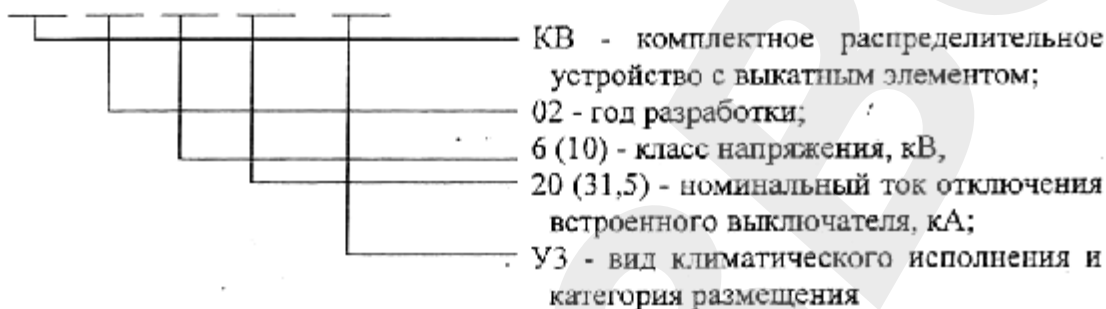 КВ - комплектное распределительное
устройство с выкатным элементом;
02 - год разработки;
6 (10) - класс напряжения, кВ,
20 (31,5) - номинальный ток отключения
встроенного выключателя, кА;
У3 - вид климатического исполнения и
категория размещения